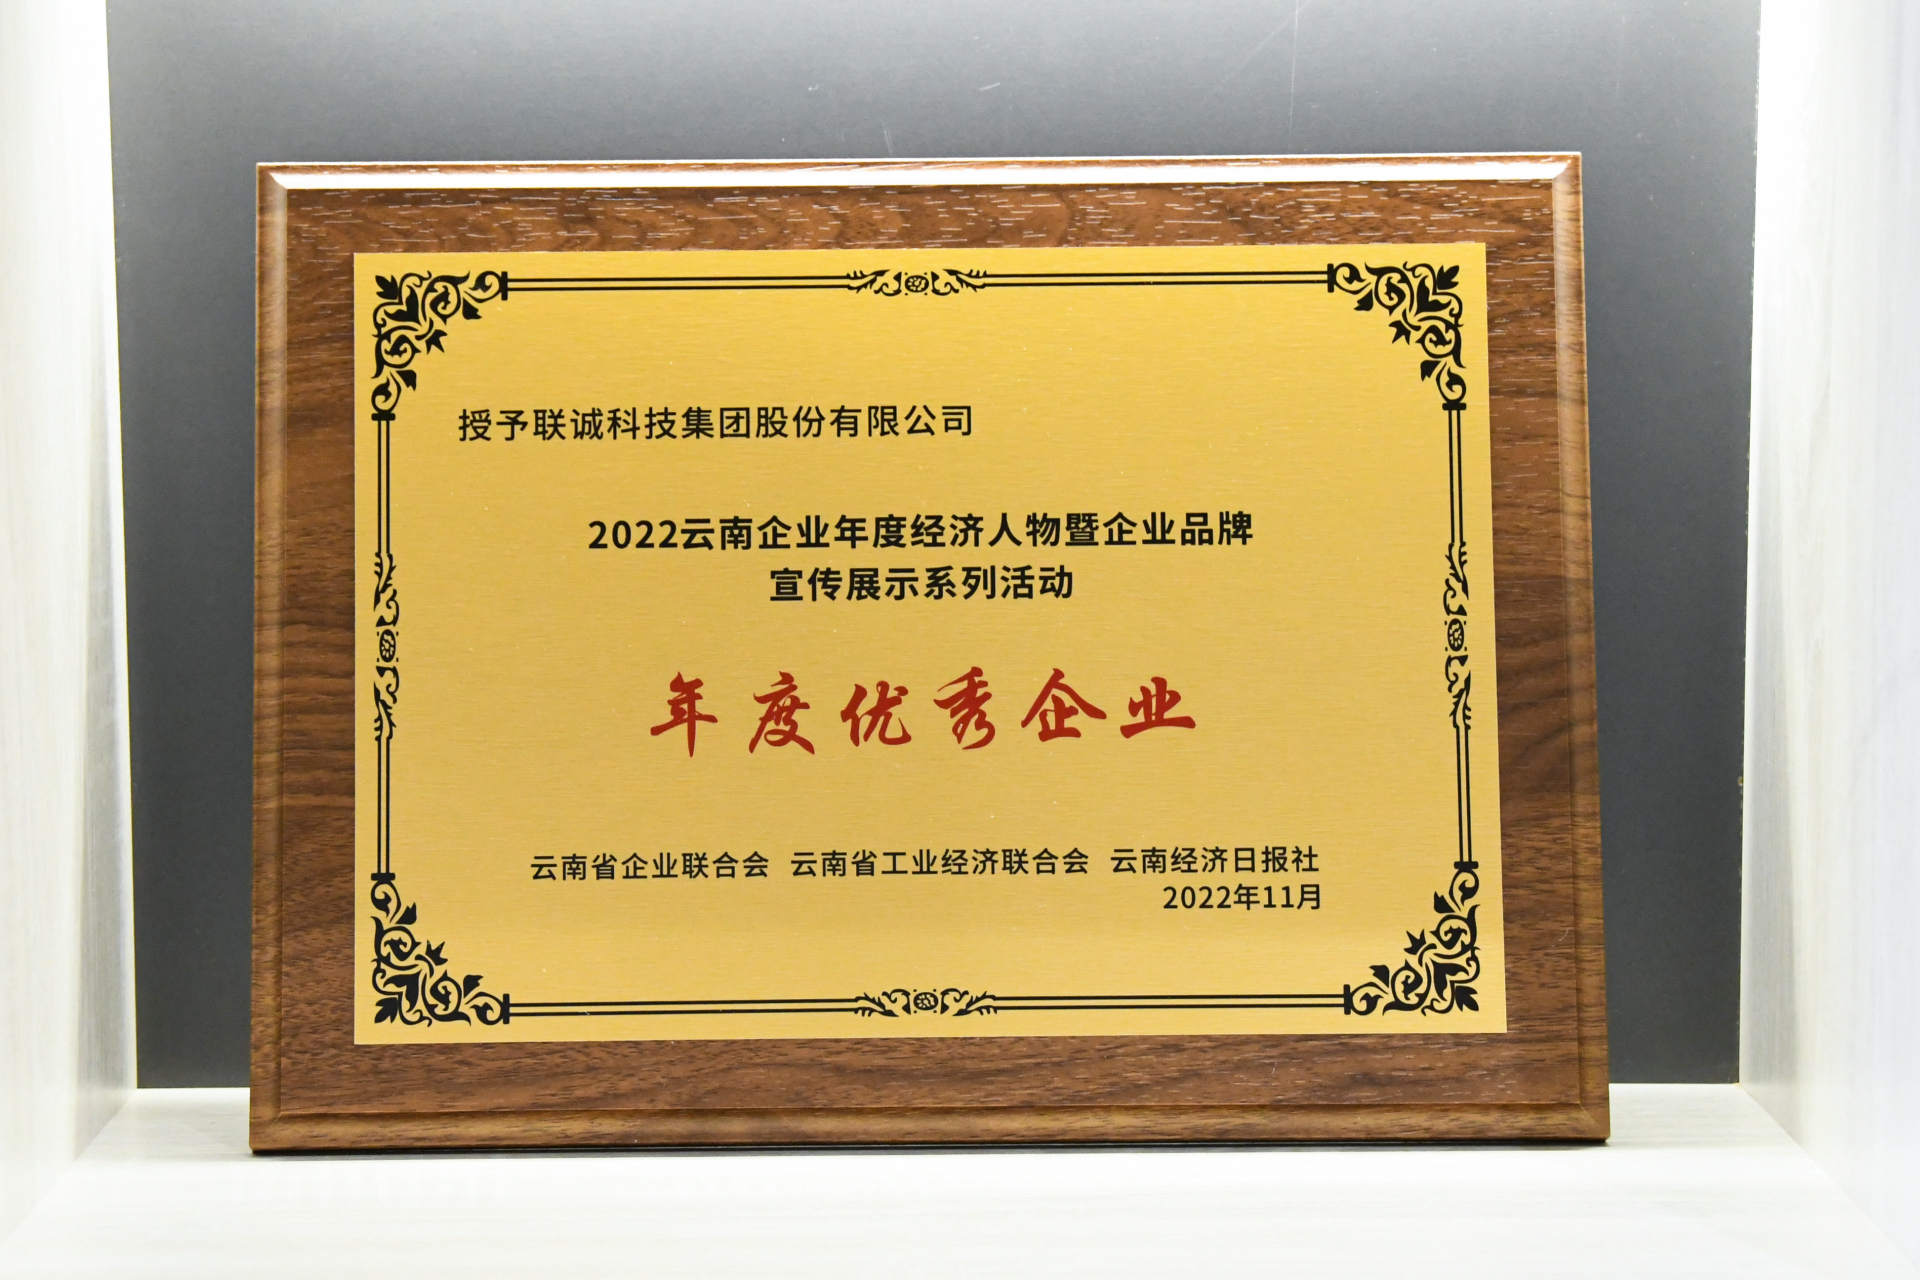 授予联诚科技集团股份有限公司
2022云南企业年度经济人物暨企业品牌
宣传展示系列活动
年度优秀企业
云南省企业联合会 云南省工业经济联合会 云南经济日报社
2022年11月